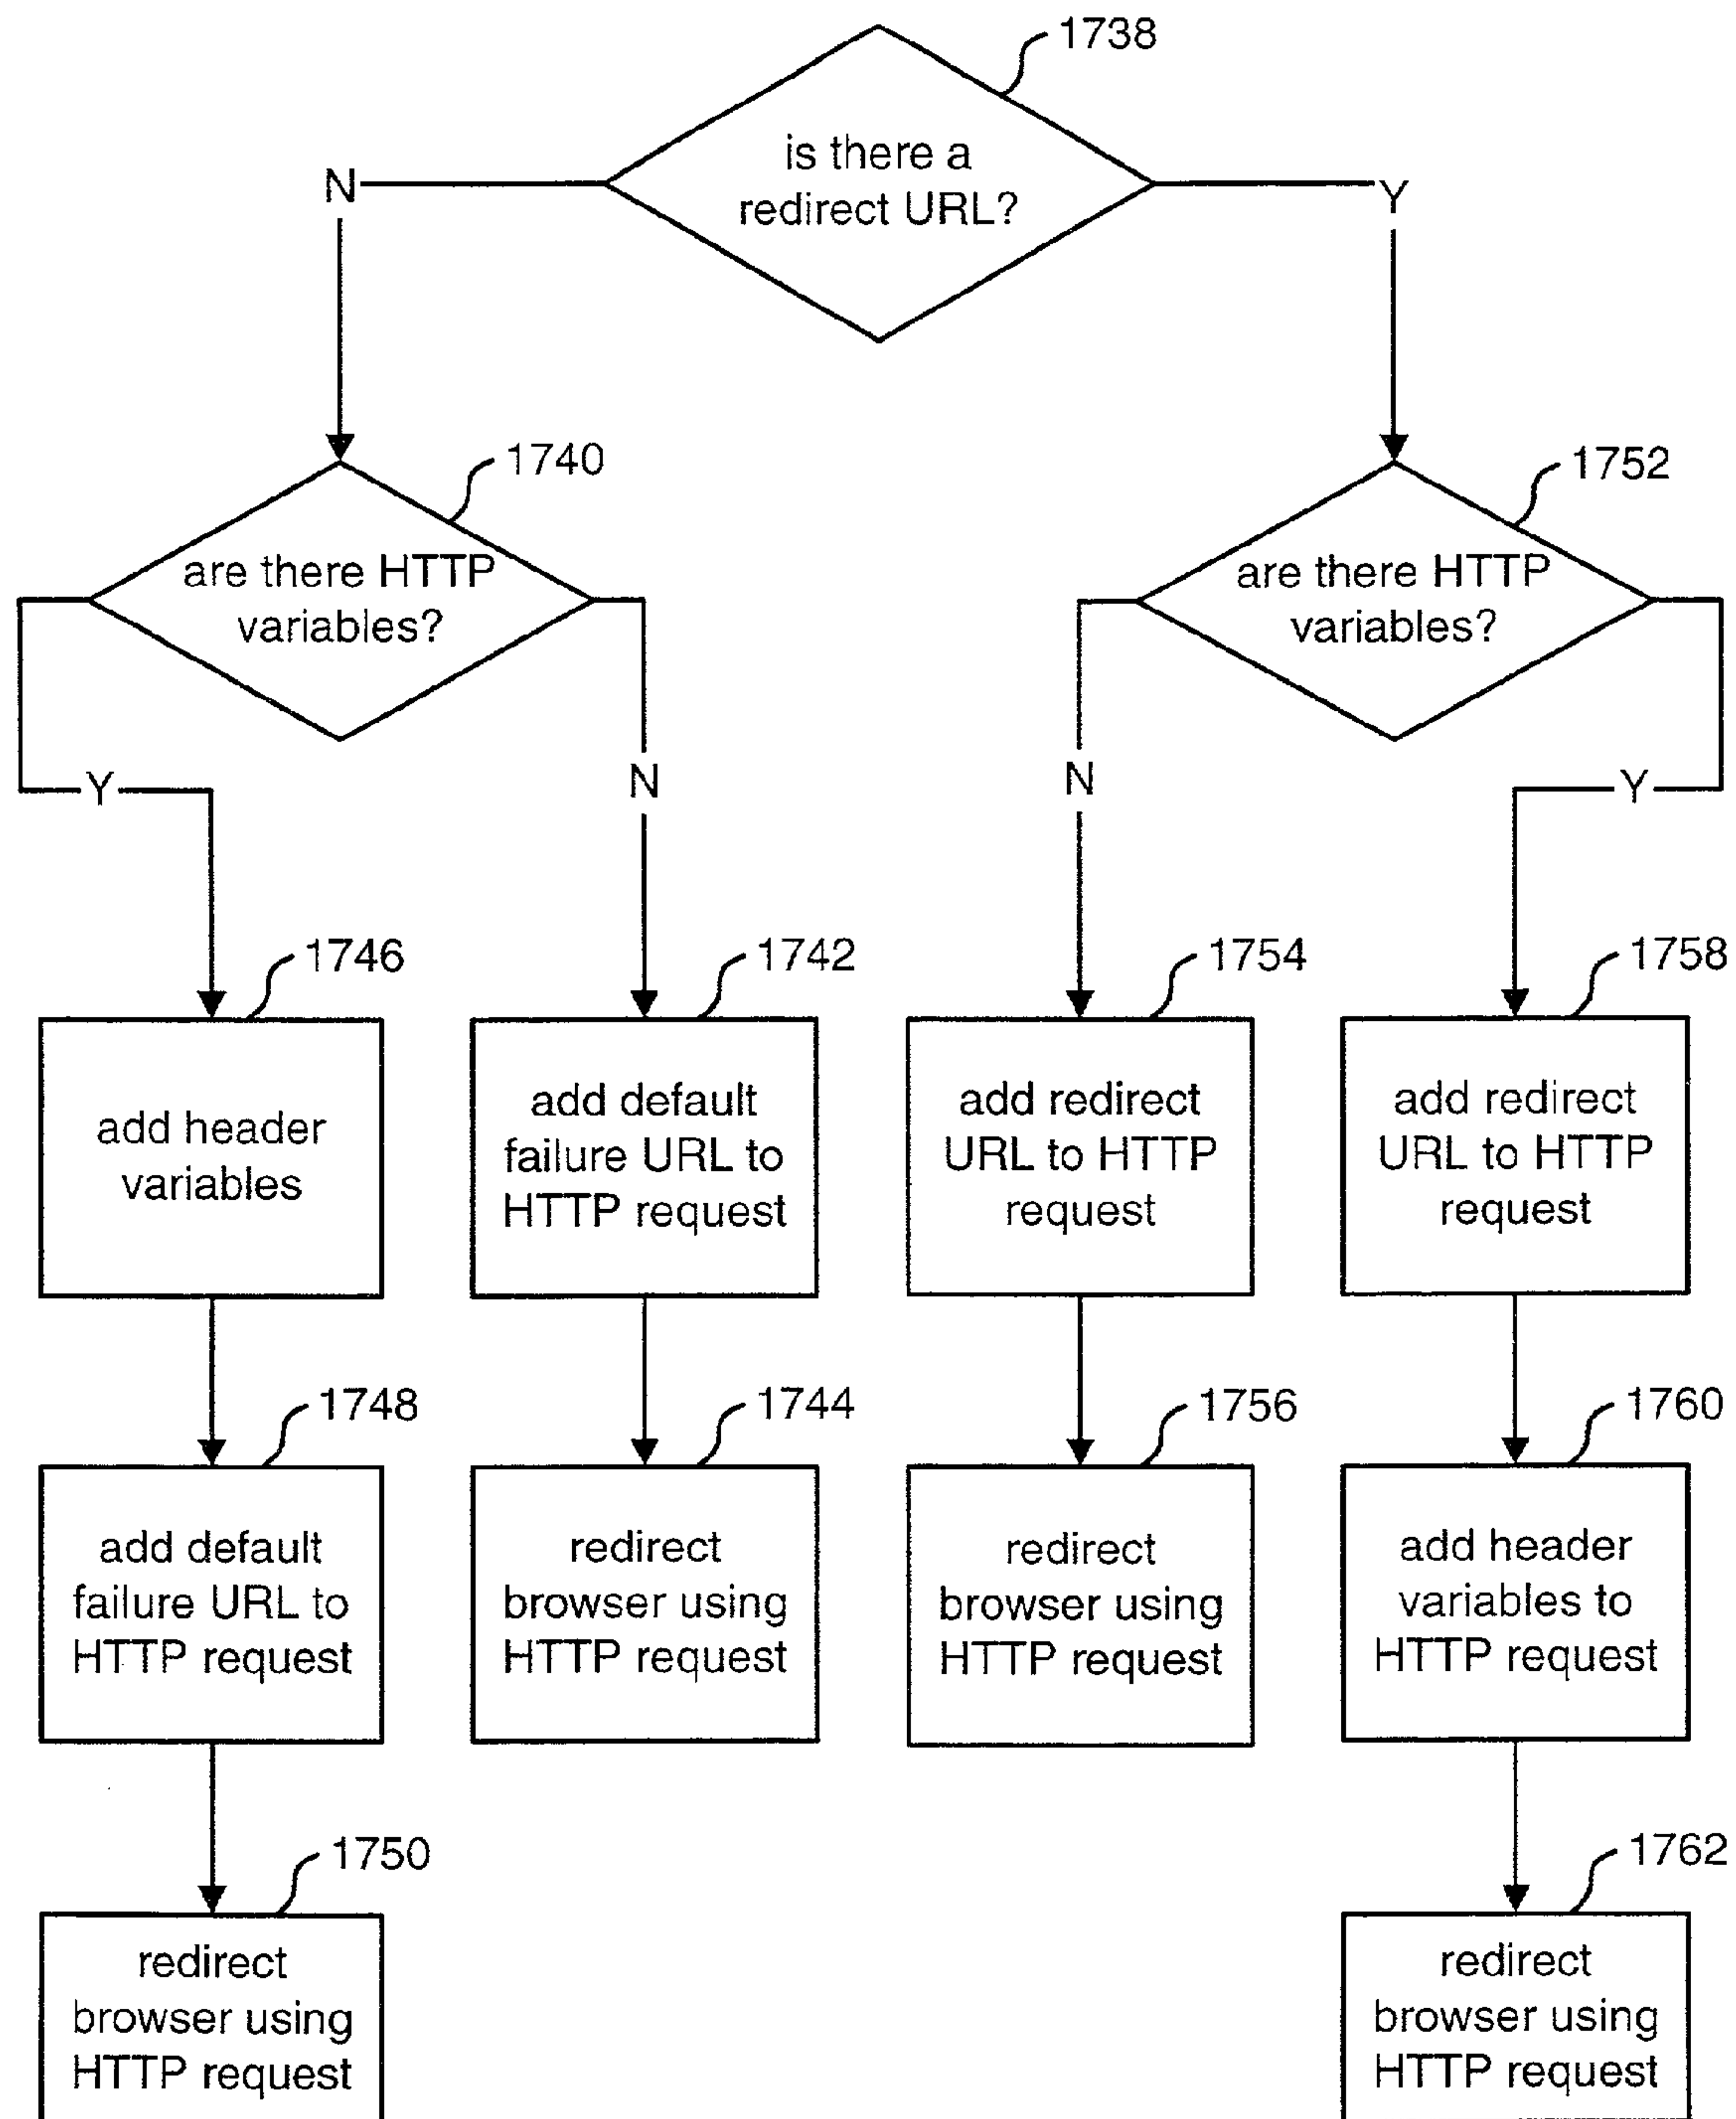 1738
is there a
redirect URL?
N
Y
1740
are there HTTP
variables?
1752
are there HTTP
variables?
Y
N
N
Y
1746
add header
variables
1742
add default
failure URL to
HTTP request
1754
add redirect
URL to HTTP
request
1758
add redirect
URL to HTTP
request
1748
add default
failure URL to
HTTP request
1744
redirect
browser using
HTTP request
1756
redirect
browser using
HTTP request
1760
add header
variables to
HTTP request
1750
redirect
browser using
HTTP request
1762
redirect
browser using
HTTP request